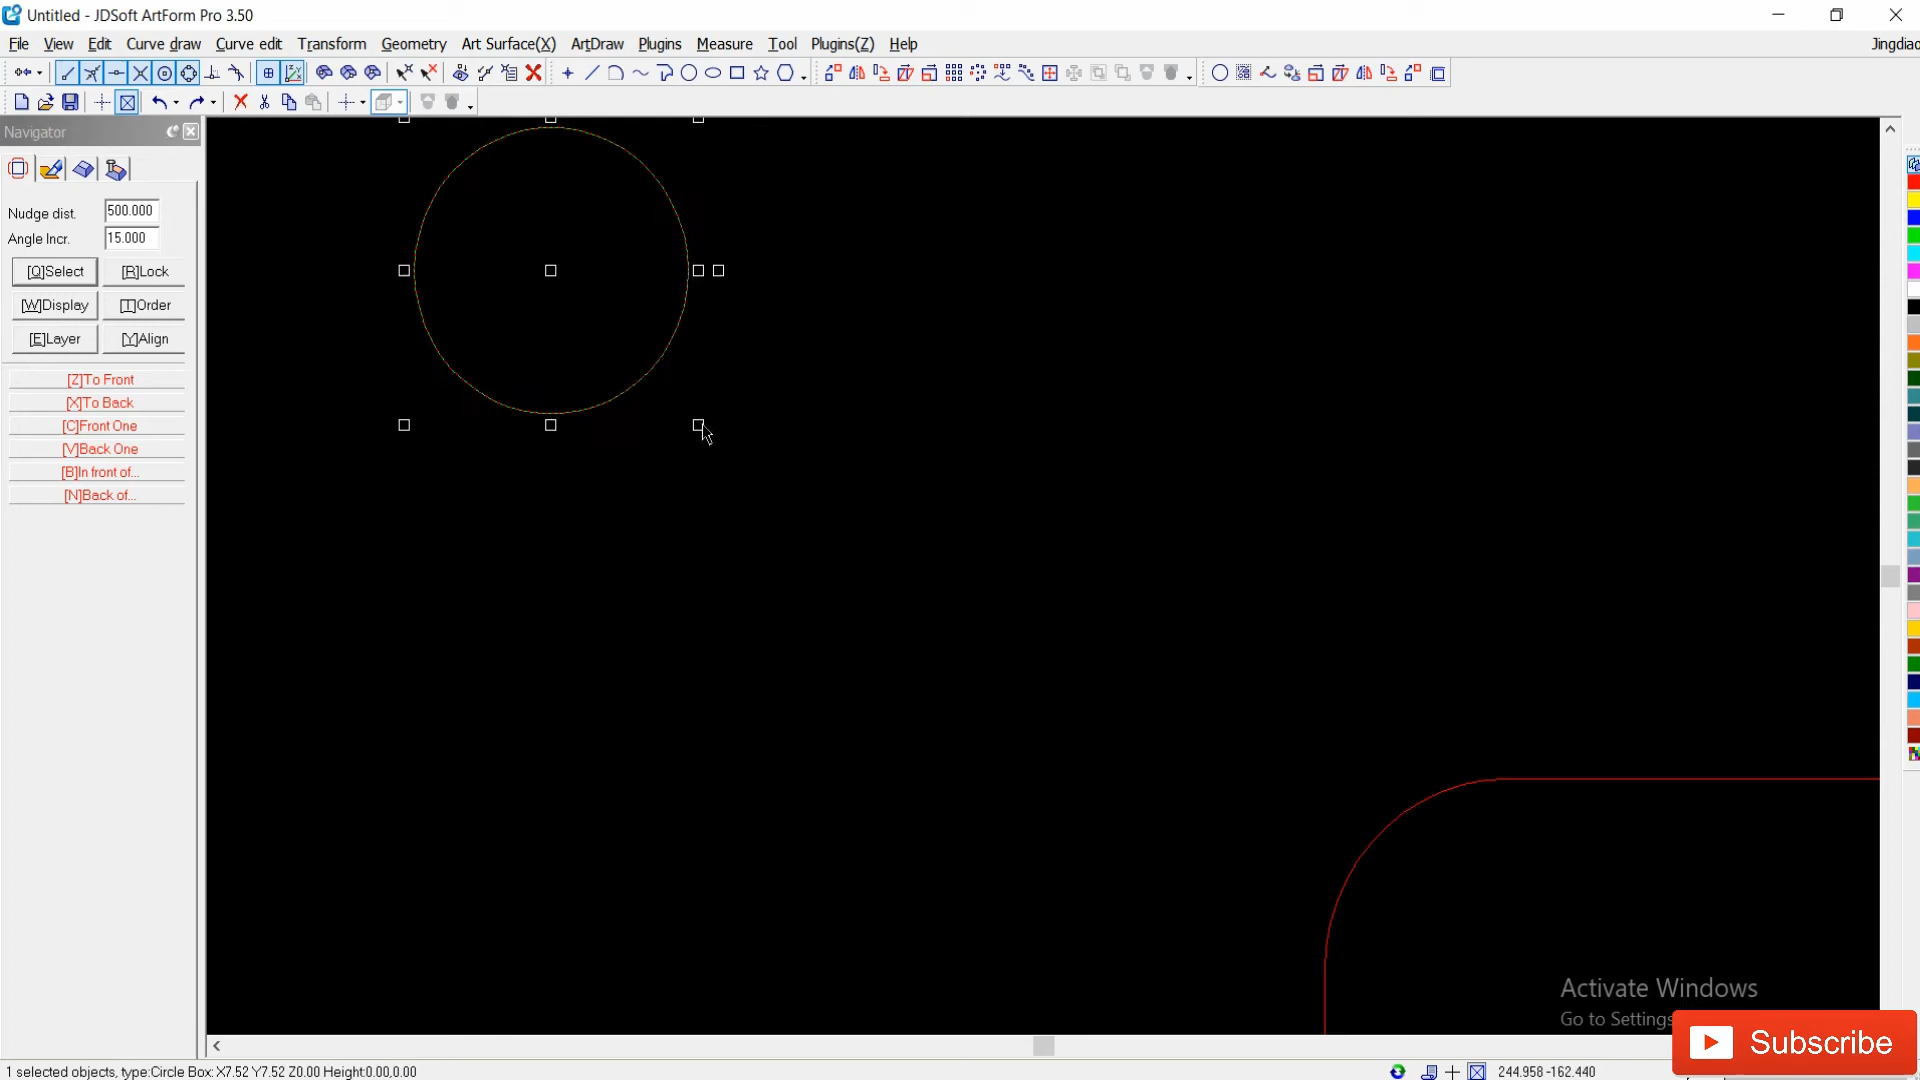 Untitled - JDSoft ArtForm Pro 3.50
File View Edit Curve draw Curve edit Transform Geometry Art Surface(X) ArtDraw Plugins Measure Tool Plugins(Z) Help Jingdiao
Navigator
Nudge dist. 500.000
Angle Incr. 15.000
[Q]Select [R]Lock
[W]Display [T]Order
[E]Layer [Y]Align
[Z]To Front
[X]To Back
[C]Front One
[V]Back One
[B]In front of...
[N]Back of...
Activate Windows
Go to Settings
Subscribe
1 selected objects, type:Circle Box: X7.52 Y7.52 Z0.00 Height:0.00,0.00
244.958 -162.440